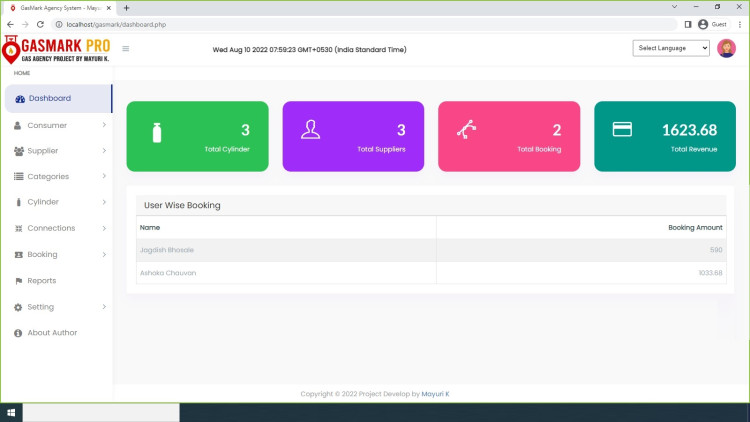 GasMark Agency System - Mayu
localhost/gasmark/dashboard.php
Guest
GASMARK PRO
GAS AGENCY PROJECT BY MAYURI K.
Wed Aug 10 2022 07:59:23 GMT+0530 (India Standard Time)
Select Language
HOME
Dashboard
Consumer
Supplier
Categories
Cylinder
Connections
Booking
Reports
Setting
About Author
3
Total Cylinder
3
Total Suppliers
2
Total Booking
1623.68
Total Revenue
User Wise Booking
Name Booking Amount
Jagdish Bhosale 590
Ashaka Chauvan 1033.68
Copyright © 2022 Project Develop by Mayuri K